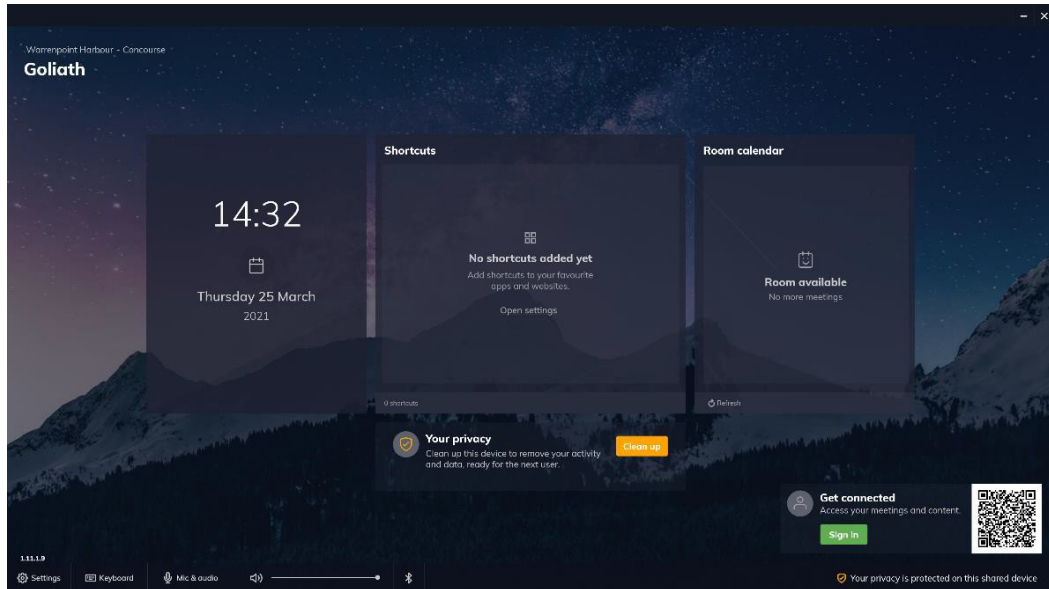 Warrenpoint Harbour - Concourse
Goliath
14:32
Thursday 25 March
2021
Shortcuts
No shortcuts added yet
Add shortcuts to your favourite
apps and websites.
Open settings
0 shortcuts
Room calendar
Room available
No more meetings
Refresh
Your privacy
Clean up this device to remove your activity
and data, ready for the next user.
Clean up
Get connected
Access your meetings and content.
Sign in
1.11.1.9
Settings
Keyboard
Mic & audio
Your privacy is protected on this shared device